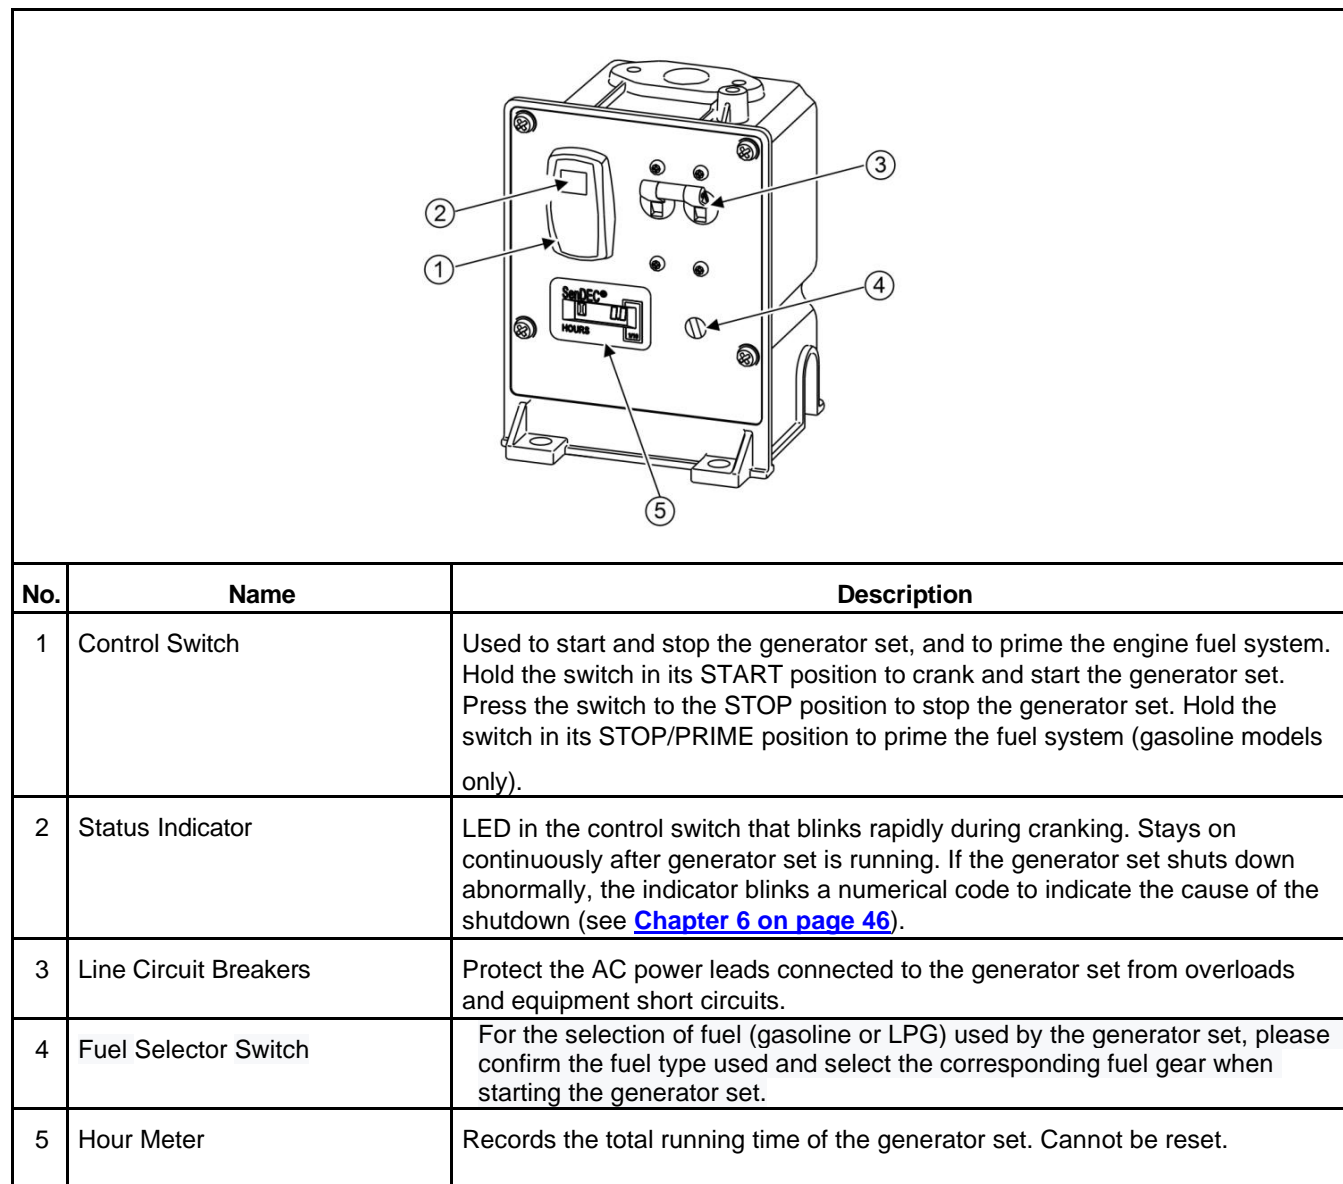 2
1
3
4
5
SenDEC®
HOURS
1/10
No. Name Description
1 Control Switch Used to start and stop the generator set, and to prime the engine fuel system.
Hold the switch in its START position to crank and start the generator set.
Press the switch to the STOP position to stop the generator set. Hold the
switch in its STOP/PRIME position to prime the fuel system (gasoline models
only).
2 Status Indicator LED in the control switch that blinks rapidly during cranking. Stays on
continuously after generator set is running. If the generator set shuts down
abnormally, the indicator blinks a numerical code to indicate the cause of the
shutdown (see Chapter 6 on page 46).
3 Line Circuit Breakers Protect the AC power leads connected to the generator set from overloads
and equipment short circuits.
4 Fuel Selector Switch For the selection of fuel (gasoline or LPG) used by the generator set, please
confirm the fuel type used and select the corresponding fuel gear when
starting the generator set.
5 Hour Meter Records the total running time of the generator set. Cannot be reset.